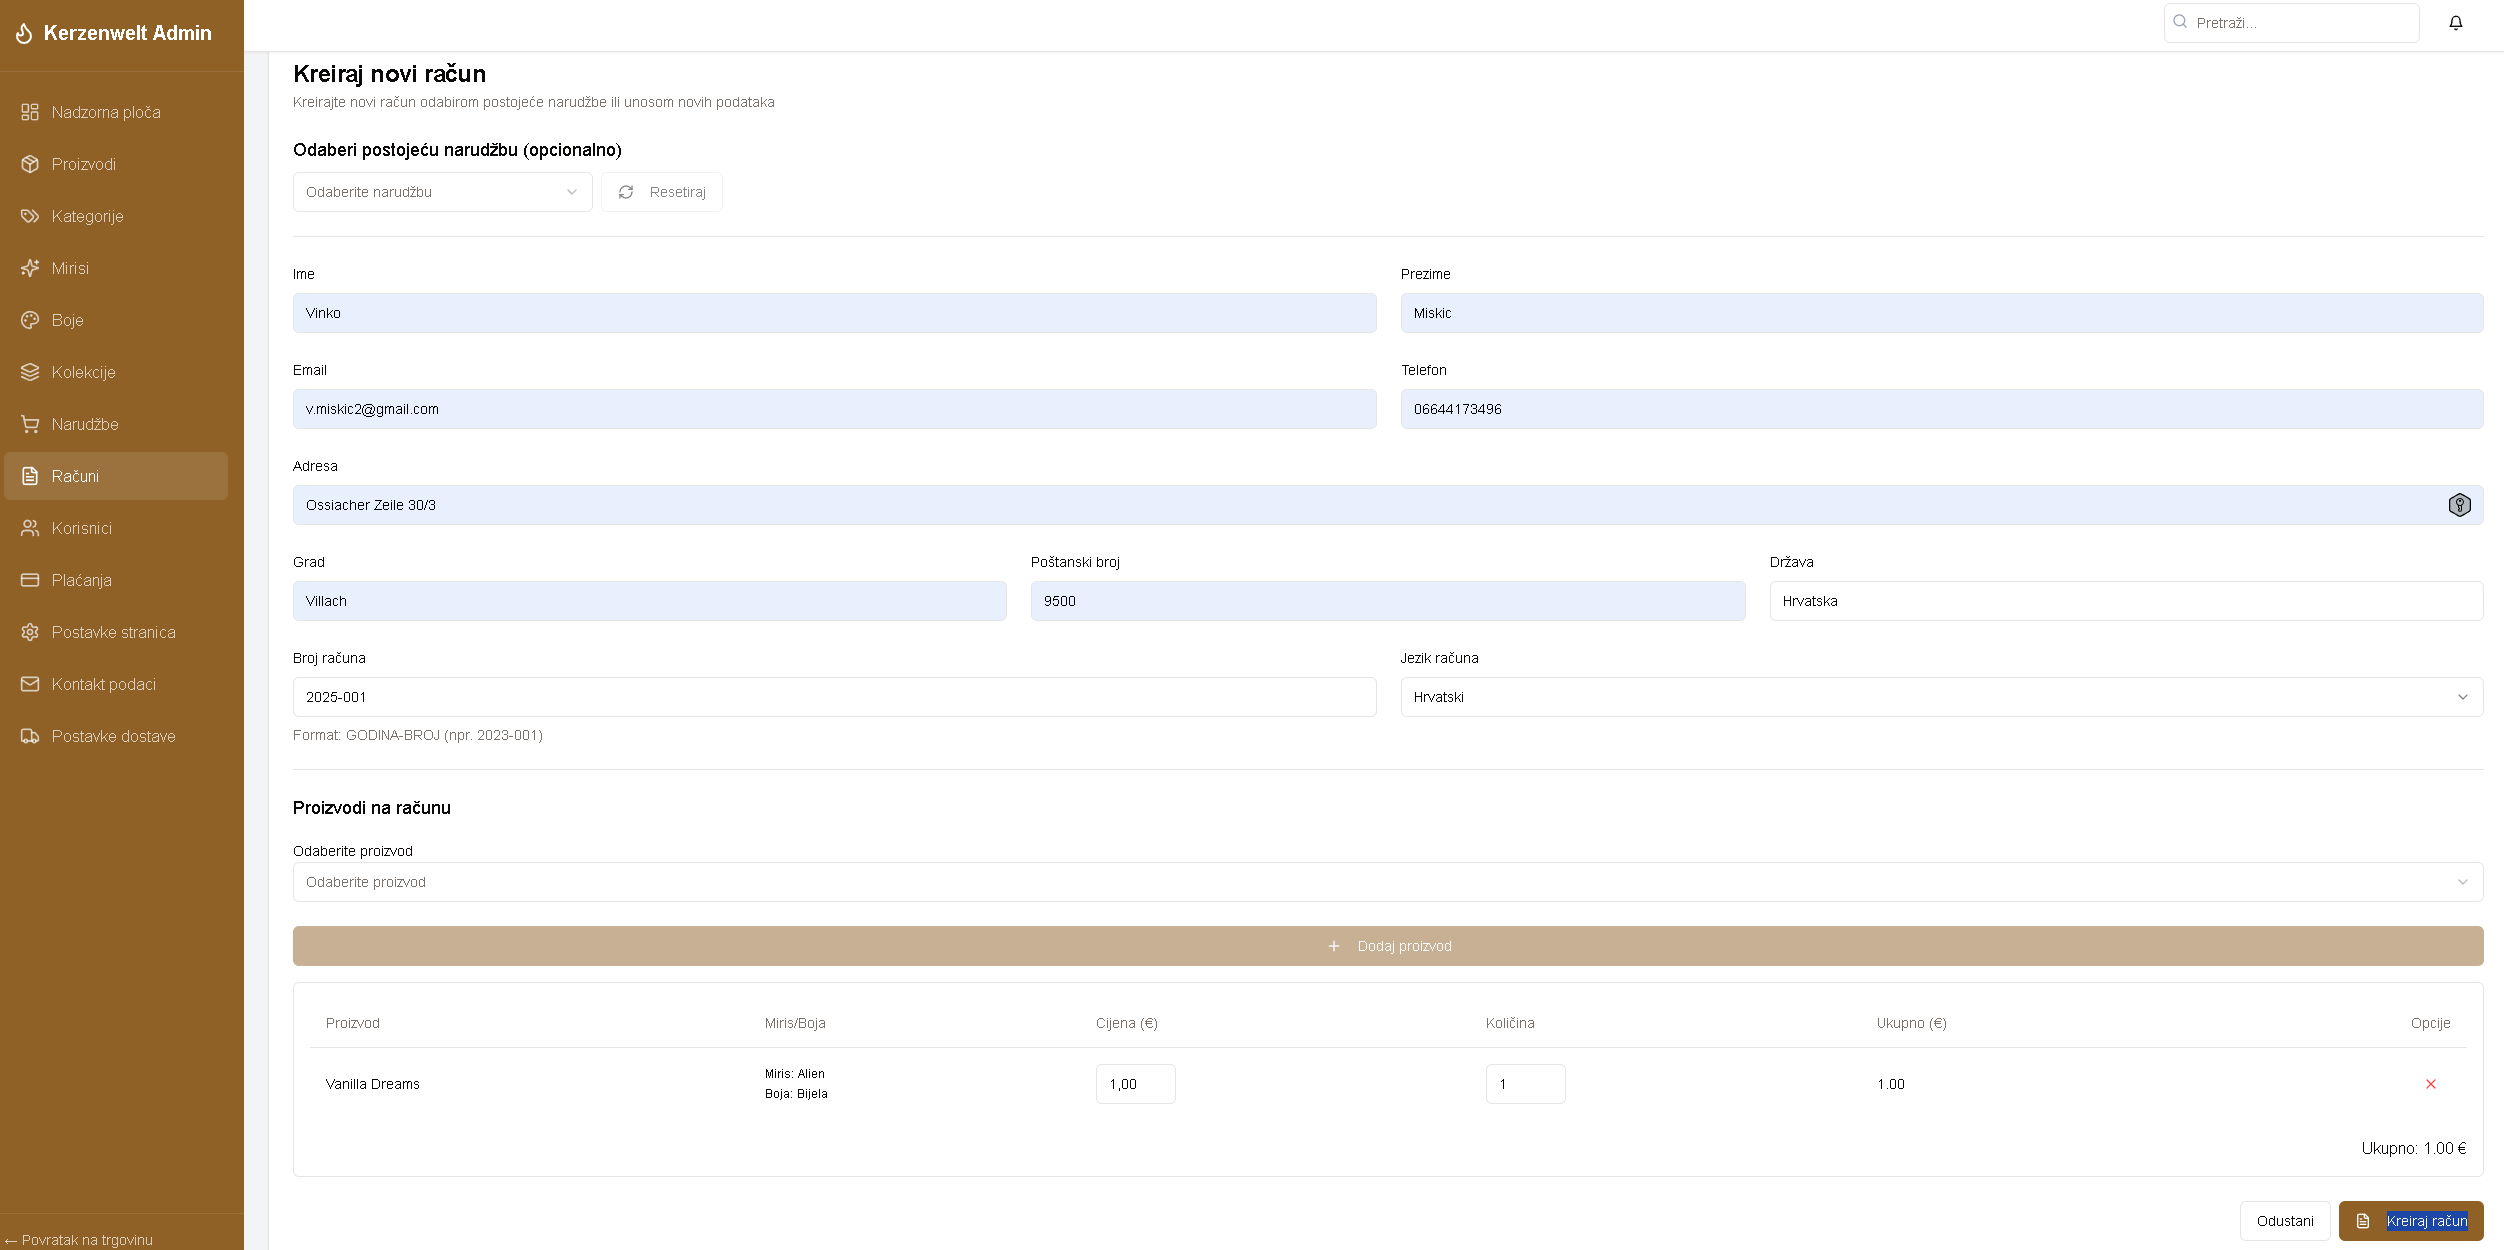 Kerzenwelt Admin
Pretraži...
Nadzorna ploča
Proizvodi
Kategorije
Mirisi
Boje
Kolekcije
Narudžbe
Računi
Korisnici
Plaćanja
Postavke stranica
Kontakt podaci
Postavke dostave
← Povratak na trgovinu
Kreiraj novi račun
Kreirajte novi račun odabirom postojeće narudžbe ili unosom novih podataka
Odaberi postojeću narudžbu (opcionalno)
Odaberite narudžbu
Resetiraj
Ime
Prezime
Vinko
Miskic
Email
Telefon
v.miskic2@gmail.com
06644173496
Adresa
Ossiacher Zeile 30/3
Grad
Poštanski broj
Država
Villach
9500
Hrvatska
Broj računa
Jezik računa
2025-001
Hrvatski
Format: GODINA-BROJ (npr. 2023-001)
Proizvodi na računu
Odaberite proizvod
Odaberite proizvod
Dodaj proizvod
Proizvod
Miris/Boja
Cijena (€)
Količina
Ukupno (€)
Opcije
Vanilla Dreams
Miris: Alien
Boja: Bijela
1,00
1
1.00
Ukupno: 1.00 €
Odustani
Kreiraj račun